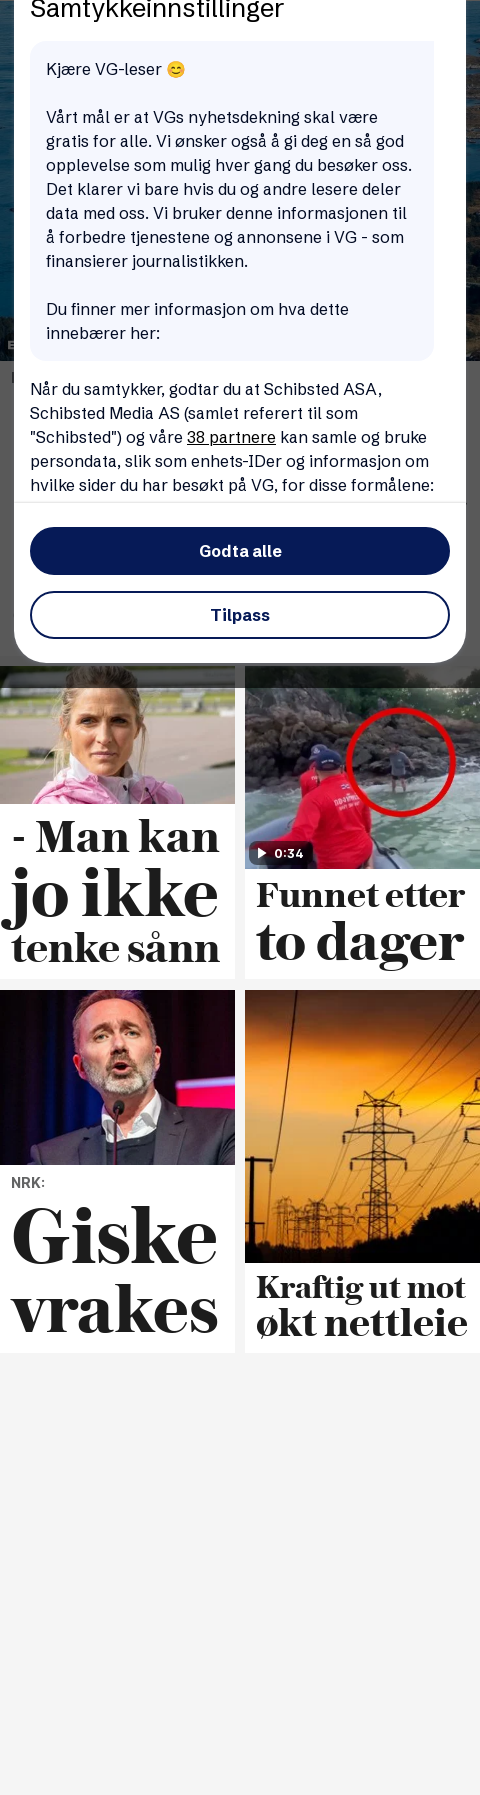 Samtykkeinnstillinger
Kjære VG-leser 😊
Vårt mål er at VGs nyhetsdekning skal være
gratis for alle. Vi ønsker også å gi deg en så god
opplevelse som mulig hver gang du besøker oss.
Det klarer vi bare hvis du og andre lesere deler
data med oss. Vi bruker denne informasjonen til
å forbedre tjenestene og annonsene i VG - som
finansierer journalistikken.
Du finner mer informasjon om hva dette
innebærer her:
Når du samtykker, godtar du at Schibsted ASA,
Schibsted Media AS (samlet referert til som
"Schibsted") og våre 38 partnere kan samle og bruke
persondata, slik som enhets-IDer og informasjon om
hvilke sider du har besøkt på VG, for disse formålene:
Godta alle
Tilpass
- Man kan
jo ikke
tenke sånn
0:34
Funnet etter
to dager
NRK:
Giske
vrakes
Kraftig ut mot
økt nettleie